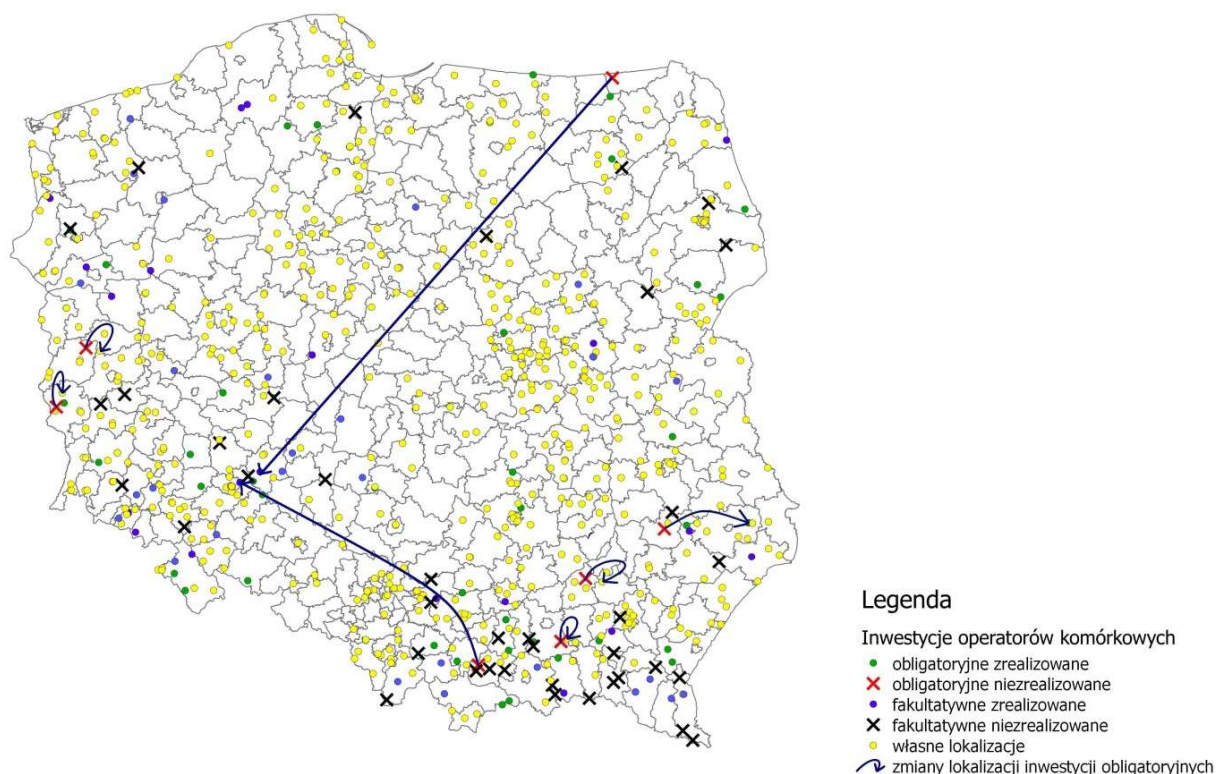 Legenda
Inwestycje operatorów komórkowych
obligatoryjne zrealizowane
obligatoryjne niezrealizowane
fakultatywne zrealizowane
fakultatywne niezrealizowane
własne lokalizacje
zmiany lokalizacji inwestycji obligatoryjnych